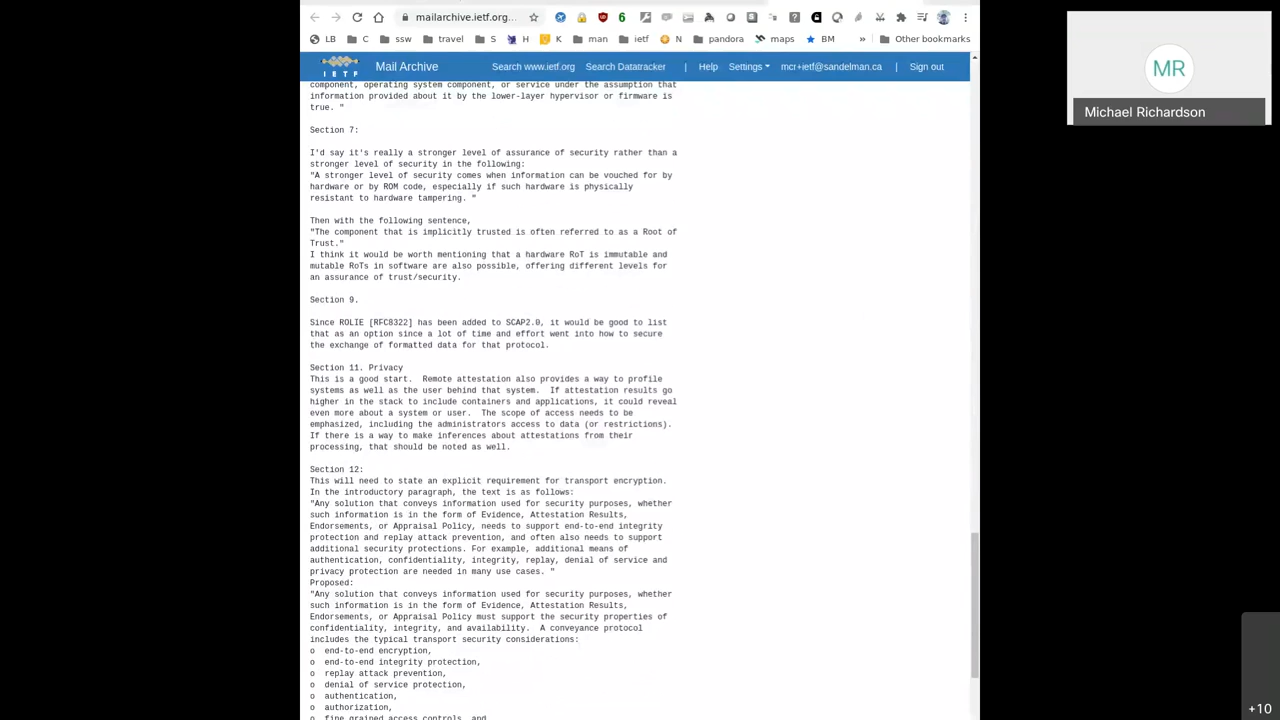 mailarchive.ietf.org...
6
LB
C
ssw
travel
S
H
K
man
ietf
N
pandora
maps
BM
»
Other bookmarks
IETF
Mail Archive
Search www.ietf.org
Search Datatracker
|
Help
Settings
mcr+ietf@sandelman.ca
|
Sign out
component, operating system component, or service under the assumption that
information provided about it by the lower-layer hypervisor or firmware is
true. "
Section 7:
I'd say it's really a stronger level of assurance of security rather than a
stronger level of security in the following:
"A stronger level of security comes when information can be vouched for by
hardware or by ROM code, especially if such hardware is physically
resistant to hardware tampering. "
Then with the following sentence,
"The component that is implicitly trusted is often referred to as a Root of
Trust."
I think it would be worth mentioning that a hardware RoT is immutable and
mutable RoTs in software are also possible, offering different levels for
an assurance of trust/security.
Section 9.
Since ROLIE [RFC8322] has been added to SCAP2.0, it would be good to list
that as an option since a lot of time and effort went into how to secure
the exchange of formatted data for that protocol.
Section 11. Privacy
This is a good start.  Remote attestation also provides a way to profile
systems as well as the user behind that system.  If attestation results go
higher in the stack to include containers and applications, it could reveal
even more about a system or user.  The scope of access needs to be
emphasized, including the administrators access to data (or restrictions).
If there is a way to make inferences about attestations from their
processing, that should be noted as well.
Section 12:
This will need to state an explicit requirement for transport encryption.
In the introductory paragraph, the text is as follows:
"Any solution that conveys information used for security purposes, whether
such information is in the form of Evidence, Attestation Results,
Endorsements, or Appraisal Policy, needs to support end-to-end integrity
protection and replay attack prevention, and often also needs to support
additional security protections. For example, additional means of
authentication, confidentiality, integrity, replay, denial of service and
privacy protection are needed in many use cases. "
Proposed:
"Any solution that conveys information used for security purposes, whether
such information is in the form of Evidence, Attestation Results,
Endorsements, or Appraisal Policy must support the security properties of
confidentiality, integrity, and availability.  A conveyance protocol
includes the typical transport security considerations:
o  end-to-end encryption,
o  end-to-end integrity protection,
o  replay attack prevention,
o  denial of service protection,
o  authentication,
o  authorization,
o  fine grained access controls, and
MR
Michael Richardson
+10